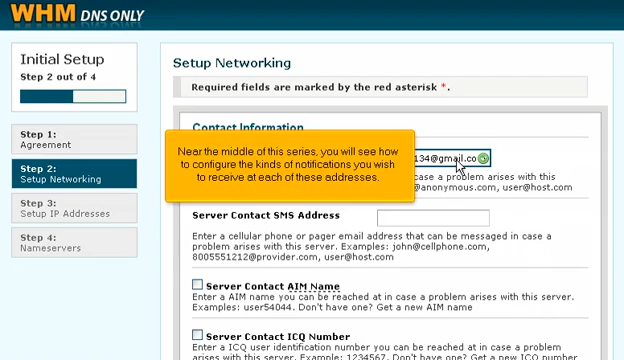 WHM DNS ONLY
Initial Setup
Step 2 out of 4
Step 1:
Agreement
Step 2:
Setup Networking
Step 3:
Setup IP Addresses
Step 4:
Nameservers
Setup Networking
Required fields are marked by the red asterisk *.
Contact Information
Near the middle of this series, you will see how
to configure the kinds of notifications you wish
to receive at each of these addresses.
134@gmail.co
case a problem arises with this
@anonymous.com, user@host.com
Server Contact SMS Address
Enter a cellular phone or pager email address that can be messaged in case a
problem arises with this server. Examples: john@cellphone.com,
8005551212@provider.com, user@host.com
Server Contact AIM Name
Enter a AIM name you can be reached at in case a problem arises with this server.
Examples: user54044. Don't have one? Get a new AIM name
Server Contact ICQ Number
Enter a ICQ user identification number you can be reached at in case a
problem arises with this server. Example: 1234567. Don't have one? Get a